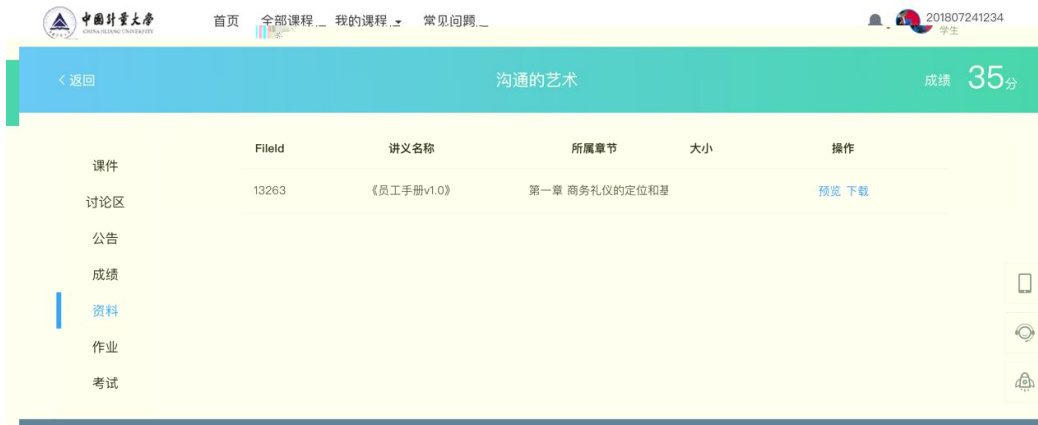 中国计量大学
CHINA JILIANG UNIVERSITY
首页 全部课程 我的课程 常见问题
201807241234
学生
返回 沟通的艺术 成绩 35分
FileId 讲义名称 所属章节 大小 操作
13263 《员工手册v1.0》 第一章 商务礼仪的定位和基 预览 下载
课件
讨论区
公告
成绩
资料
作业
考试